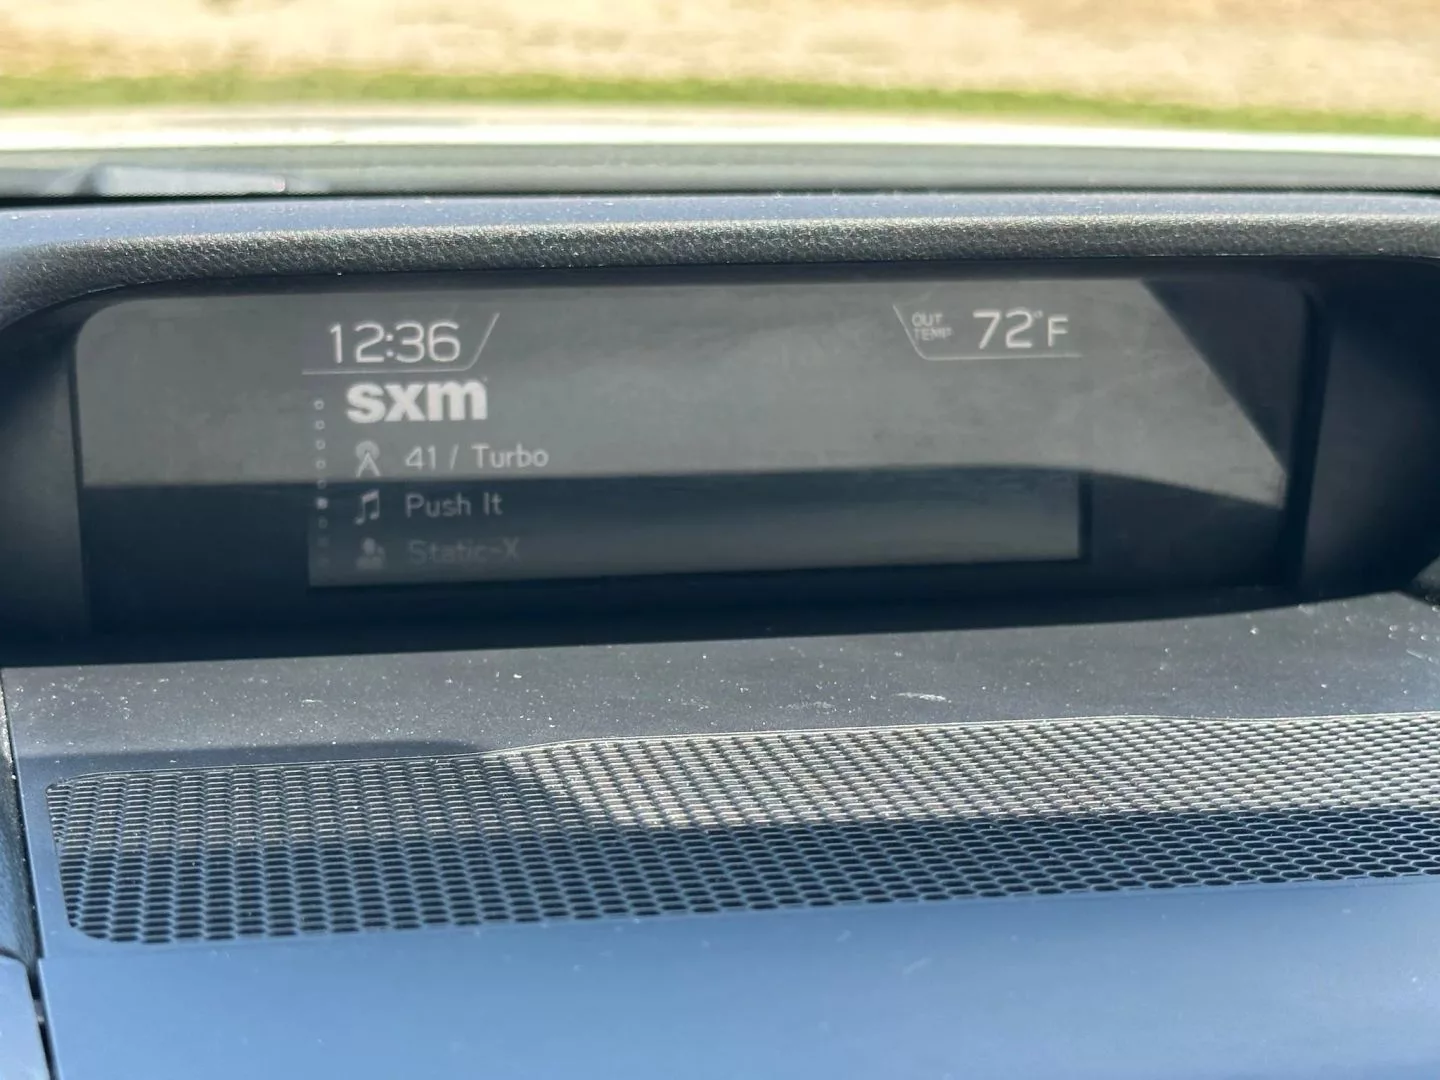 12:36
OUT TEMP 72°F
sxm
41 / Turbo
Push It
Static-X